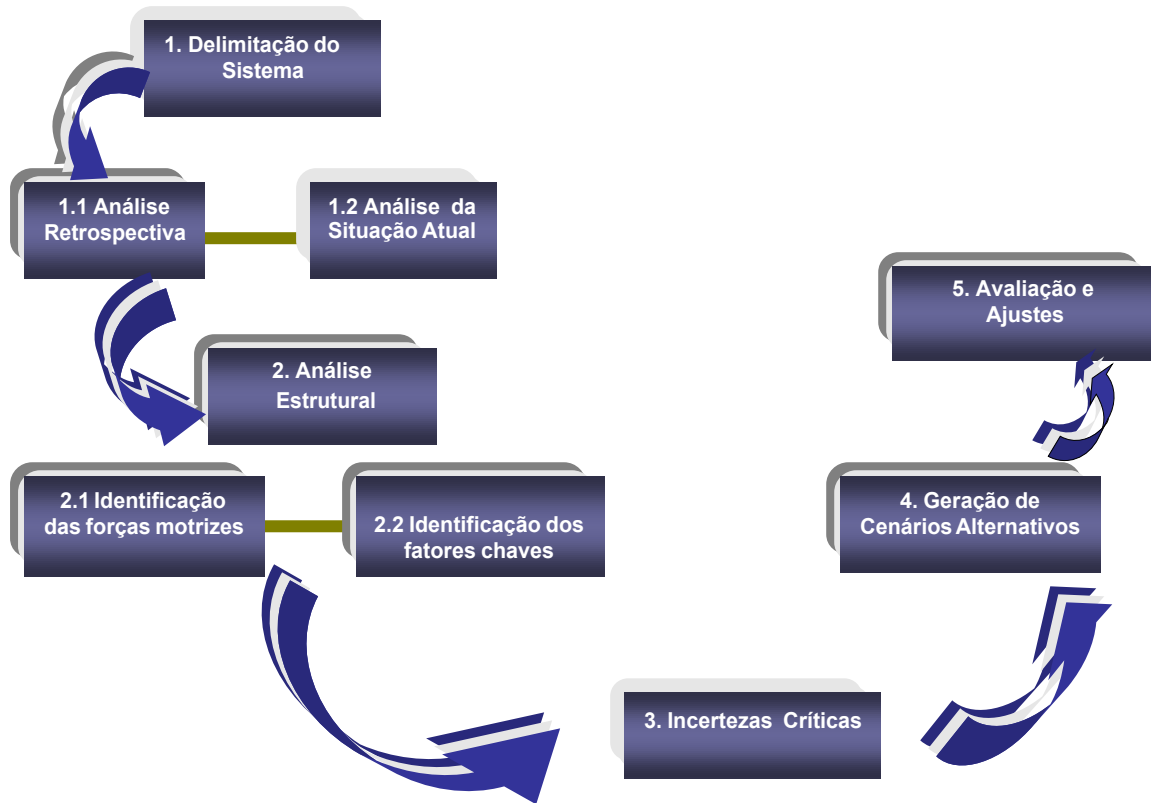 1. Delimitação do
Sistema
1.1 Análise
Retrospectiva
1.2 Análise da
Situação Atual
2. Análise
Estrutural
2.1 Identificação
das forças motrizes
2.2 Identificação dos
fatores chaves
3. Incertezas Críticas
4. Geração de
Cenários Alternativos
5. Avaliação e
Ajustes